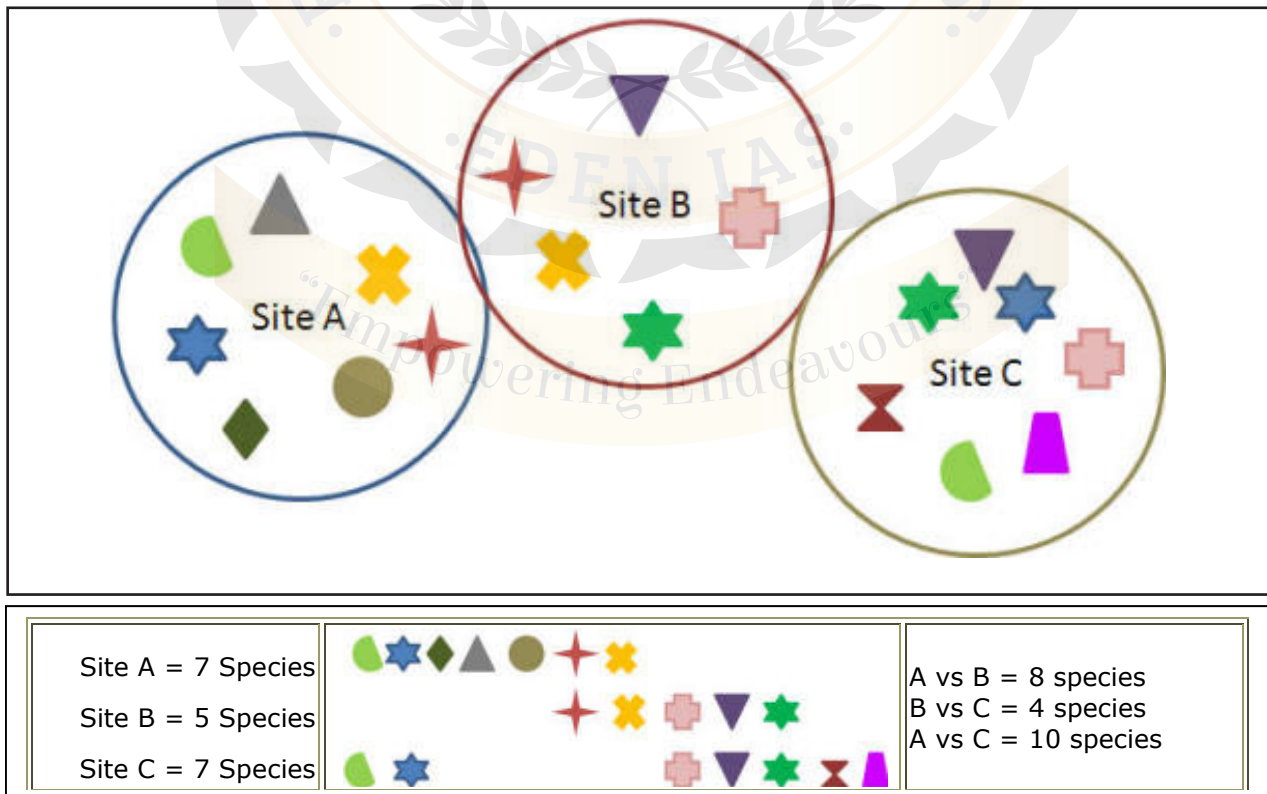 ·EDEN IAS·
Site B
Site A
"Empowering Endeavours"
Site C
Site A = 7 Species
A vs B = 8 species
Site B = 5 Species
B vs C = 4 species
A vs C = 10 species
Site C = 7 Species